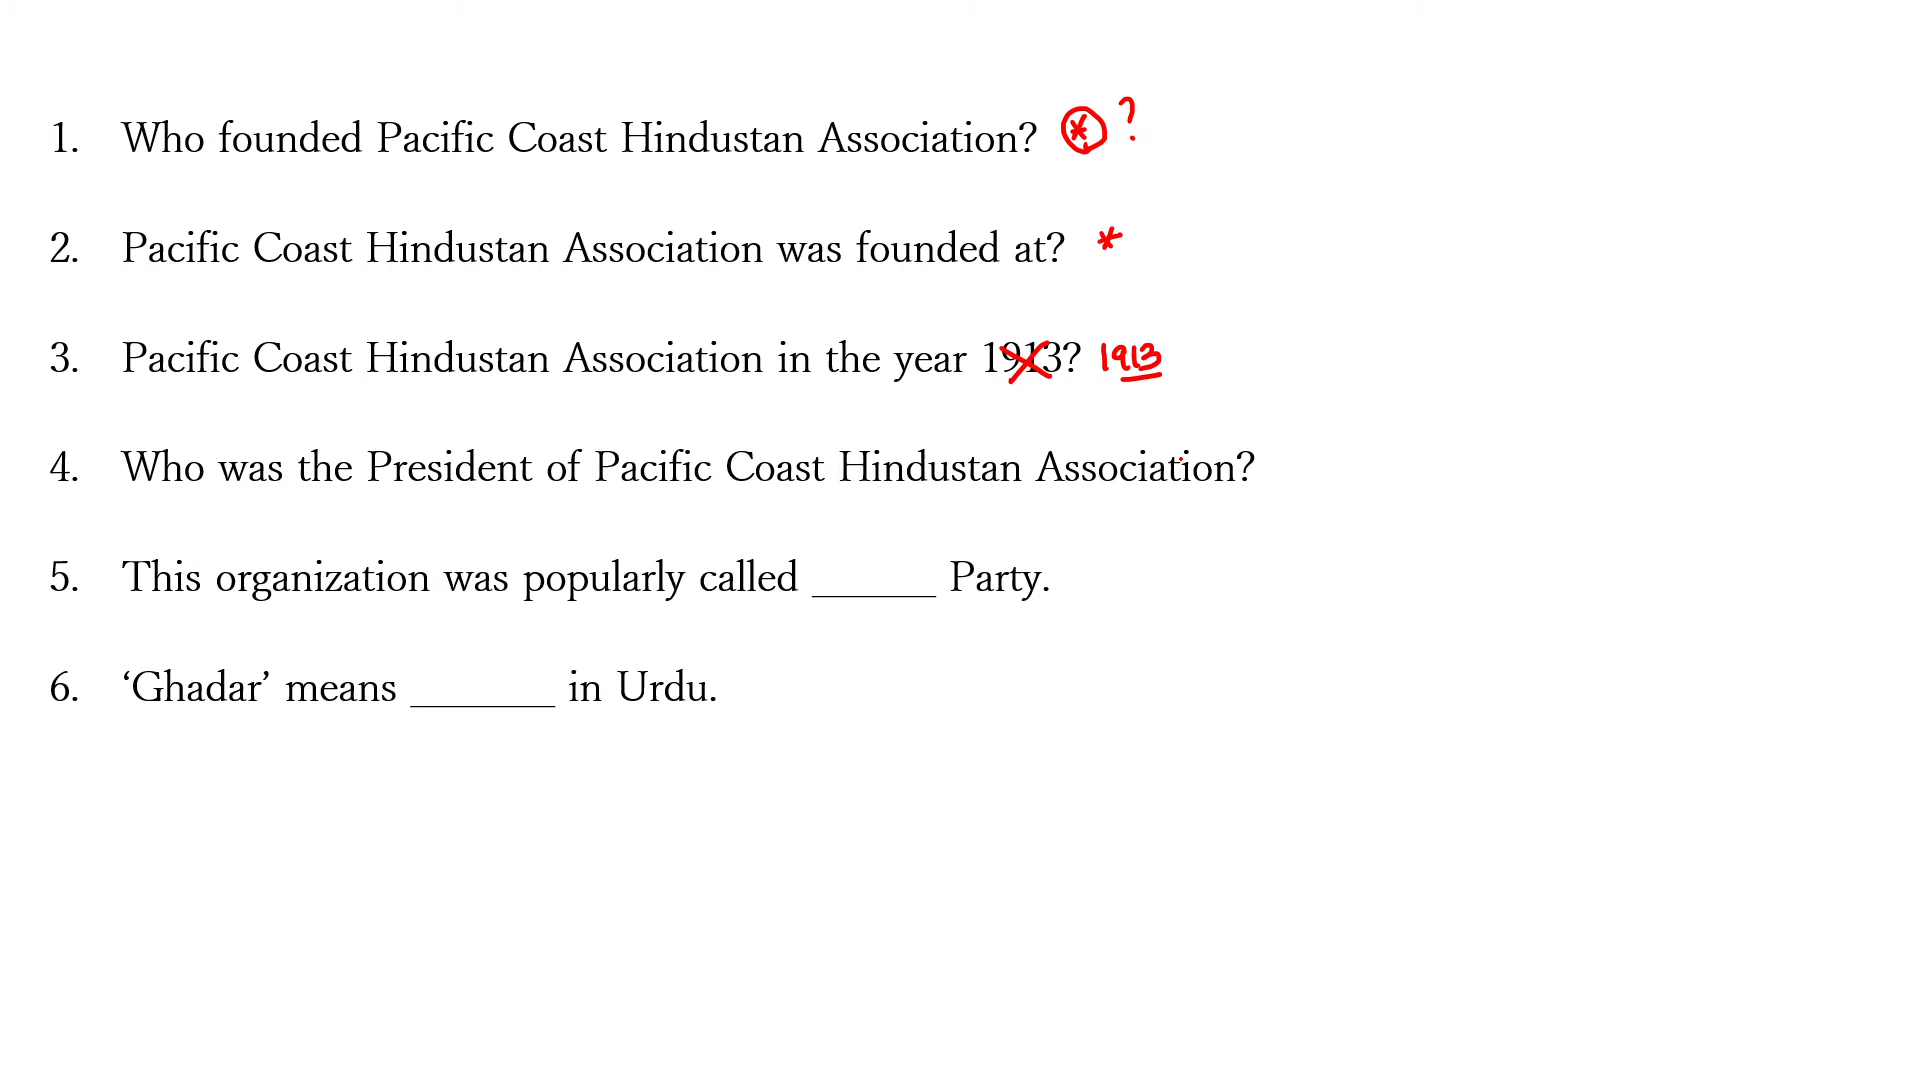 1. Who founded Pacific Coast Hindustan Association? * ?
2. Pacific Coast Hindustan Association was founded at? *
3. Pacific Coast Hindustan Association in the year 1913? 1913
4. Who was the President of Pacific Coast Hindustan Association?
5. This organization was popularly called ______ Party.
6. ‘Ghadar’ means _______ in Urdu.